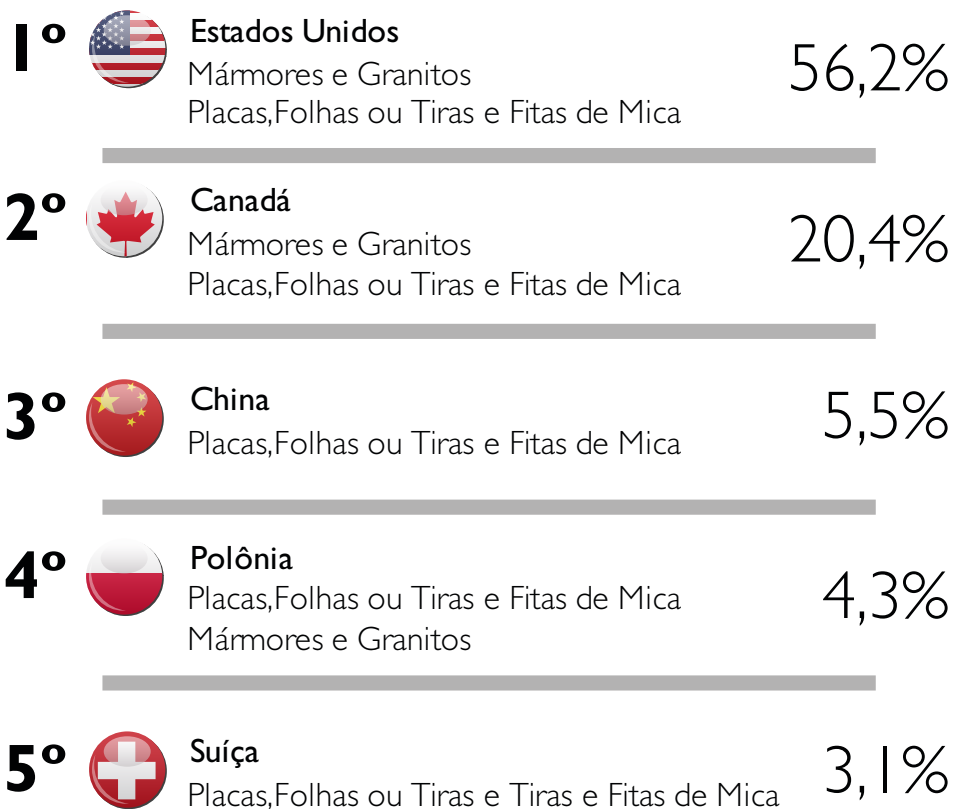 1º
Estados Unidos
Mármores e Granitos
Placas,Folhas ou Tiras e Fitas de Mica
56,2%
2º
Canadá
Mármores e Granitos
Placas,Folhas ou Tiras e Fitas de Mica
20,4%
3º
China
Placas,Folhas ou Tiras e Fitas de Mica
5,5%
4º
Polônia
Placas,Folhas ou Tiras e Fitas de Mica
Mármores e Granitos
4,3%
5º
Suíça
Placas,Folhas ou Tiras e Tiras e Fitas de Mica
3,1%